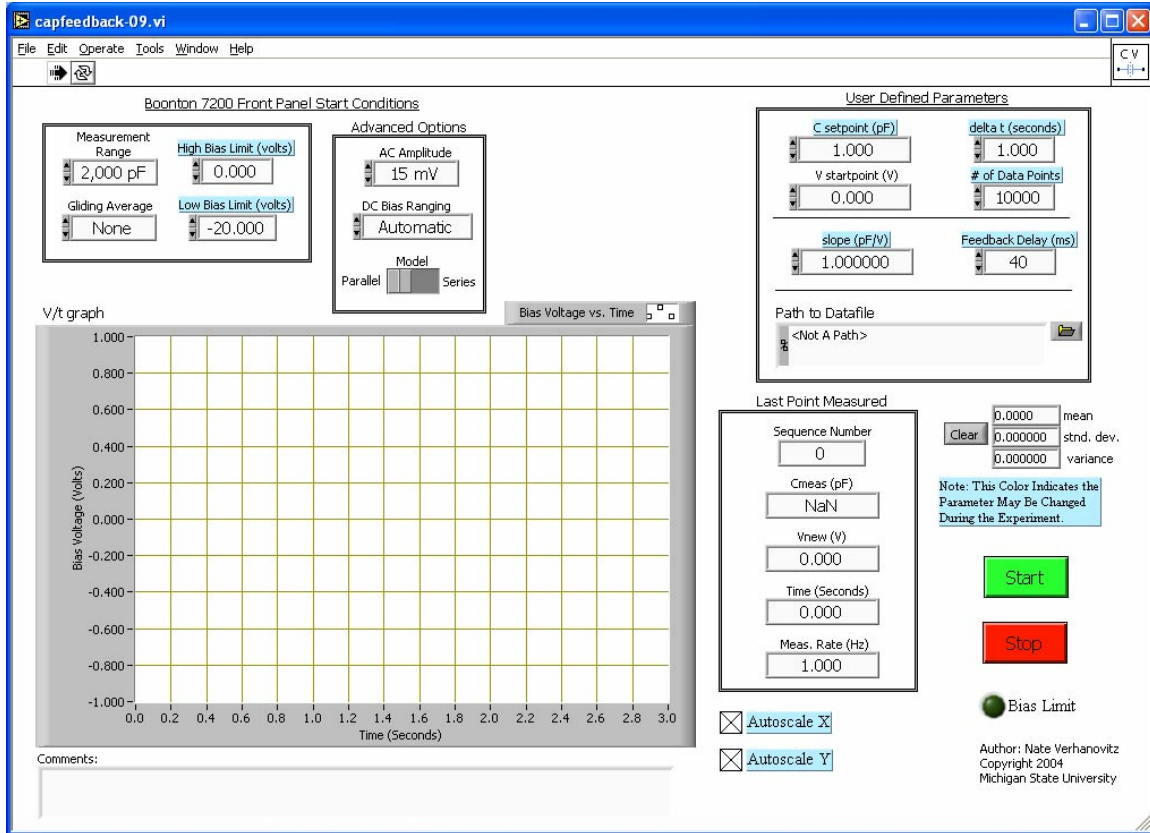 capfeedback-09.vi
File Edit Operate Tools Window Help
C V
Boonton 7200 Front Panel Start Conditions
Measurement
Range
2,000 pF
High Bias Limit (volts)
0.000
Gliding Average
None
Low Bias Limit (volts)
-20.000
Advanced Options
AC Amplitude
15 mV
DC Bias Ranging
Automatic
Model
Parallel Series
User Defined Parameters
C setpoint (pF)
1.000
delta t (seconds)
1.000
V startpoint (V)
0.000
# of Data Points
10000
slope (pF/V)
1.000000
Feedback Delay (ms)
40
Path to Datafile
<Not A Path>
V/t graph
Bias Voltage vs. Time
1.000
0.800
0.600
0.400
0.200
0.000
-0.200
-0.400
-0.600
-0.800
-1.000
Bias Voltage (Volts)
0.0 0.2 0.4 0.6 0.8 1.0 1.2 1.4 1.6 1.8 2.0 2.2 2.4 2.6 2.8 3.0
Time (Seconds)
Last Point Measured
Sequence Number
0
Cmeas (pF)
NaN
Vnew (V)
0.000
Time (Seconds)
0.000
Meas. Rate (Hz)
1.000
Clear
0.0000 mean
0.000000 stnd. dev.
0.000000 variance
Note: This Color Indicates the
Parameter May Be Changed
During the Experiment.
Start
Stop
Bias Limit
Autoscale X
Autoscale Y
Author: Nate Verhanovitz
Copyright 2004
Michigan State University
Comments: